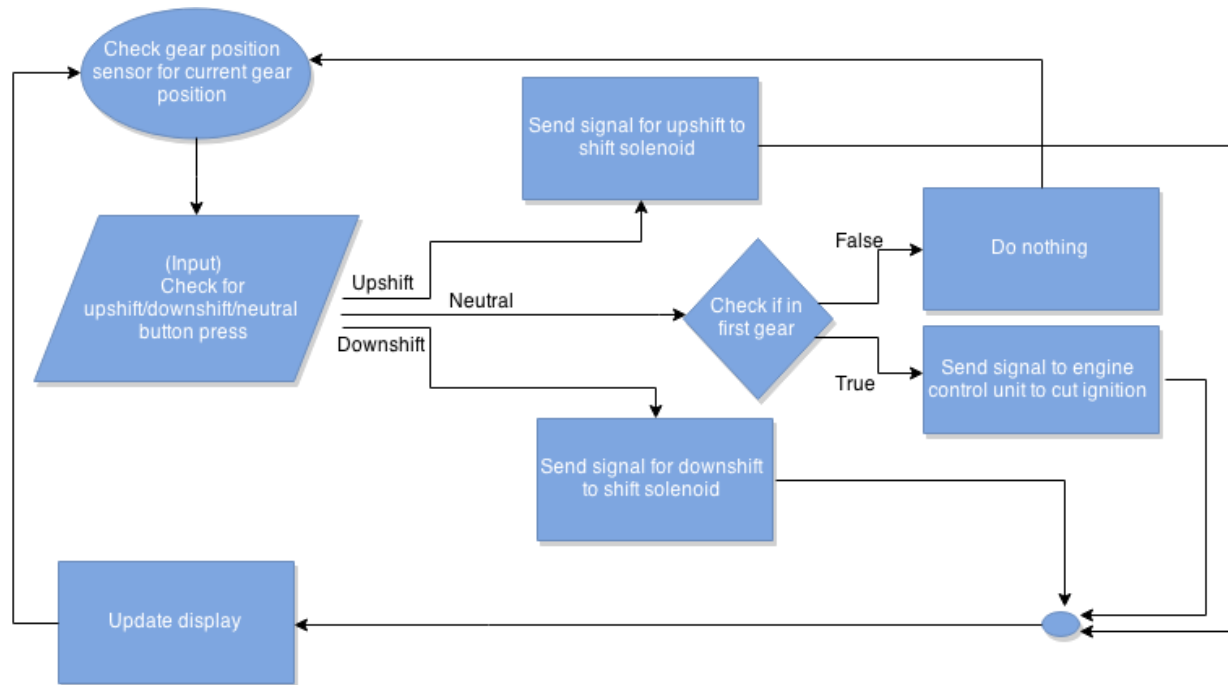 Check gear position
sensor for current gear
position
Send signal for upshift to
shift solenoid
(Input)
Check for
upshift/downshift/neutral
button press
Upshift
Neutral
Downshift
Check if in
first gear
False
True
Do nothing
Send signal to engine
control unit to cut ignition
Send signal for downshift
to shift solenoid
Update display